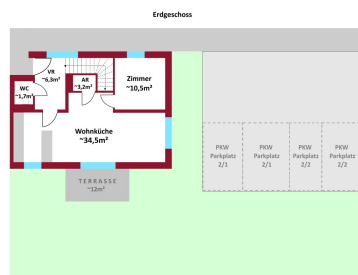 Erdgeschoss
VR
~6,3m²
AR
~3,2m²
Zimmer
~10,5m²
WC
~1,7m²
Wohnküche
~34,5m²
TERRASSE
~12m²
PKW
Parkplatz
2/1
PKW
Parkplatz
2/1
PKW
Parkplatz
2/2
PKW
Parkplatz
2/2